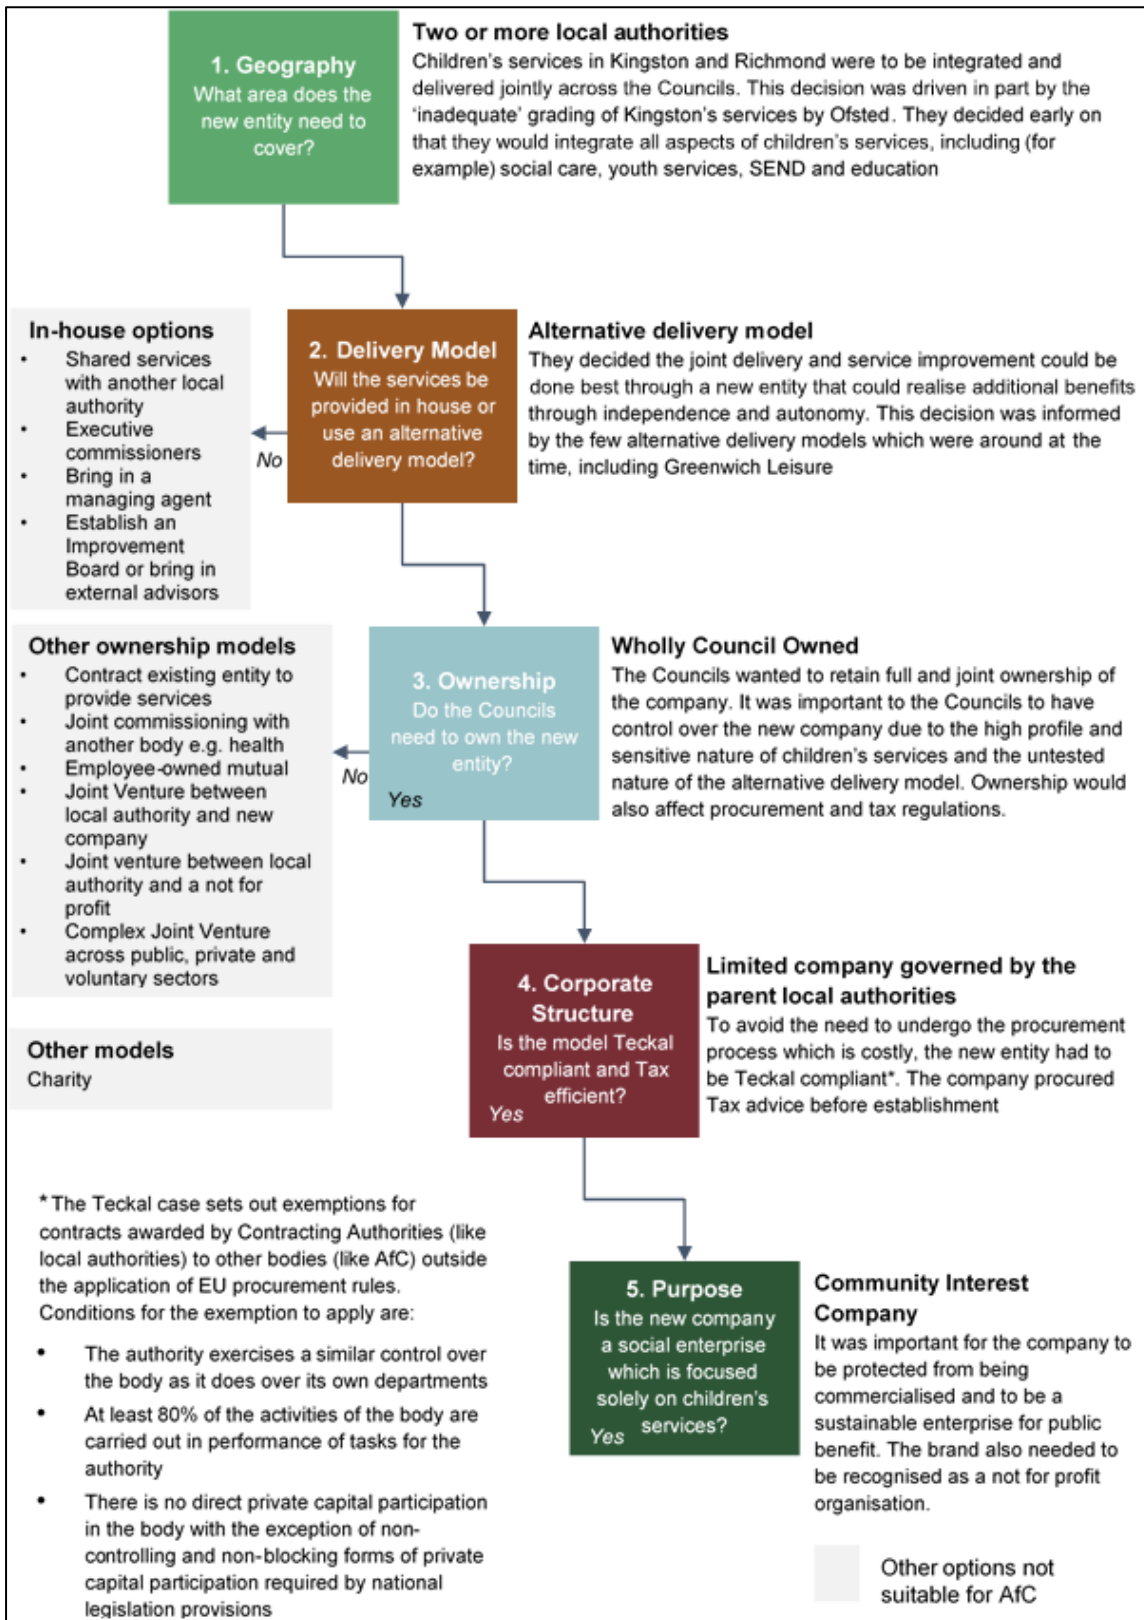 1. Geography
What area does the
new entity need to
cover?
Two or more local authorities
Children's services in Kingston and Richmond were to be integrated and
delivered jointly across the Councils. This decision was driven in part by the
'inadequate' grading of Kingston's services by Ofsted. They decided early on
that they would integrate all aspects of children's services, including (for
example) social care, youth services, SEND and education
In-house options
• Shared services
with another local
authority
• Executive
commissioners
• Bring in a
managing agent
• Establish an
Improvement
Board or bring in
external advisors
No
2. Delivery Model
Will the services be
provided in house or
use an alternative
delivery model?
Alternative delivery model
They decided the joint delivery and service improvement could be
done best through a new entity that could realise additional benefits
through independence and autonomy. This decision was informed
by the few alternative delivery models which were around at the
time, including Greenwich Leisure
Other ownership models
• Contract existing entity to
provide services
• Joint commissioning with
another body e.g. health
• Employee-owned mutual
• Joint Venture between
local authority and new
company
• Joint venture between local
authority and a not for
profit
• Complex Joint Venture
across public, private and
voluntary sectors
No
3. Ownership
Do the Councils
need to own the new
entity?
Yes
Wholly Council Owned
The Councils wanted to retain full and joint ownership of
the company. It was important to the Councils to have
control over the new company due to the high profile and
sensitive nature of children's services and the untested
nature of the alternative delivery model. Ownership would
also affect procurement and tax regulations.
Other models
Charity
4. Corporate
Structure
Is the model Teckal
compliant and Tax
efficient?
Yes
Limited company governed by the
parent local authorities
To avoid the need to undergo the procurement
process which is costly, the new entity had to
be Teckal compliant*. The company procured
Tax advice before establishment
* The Teckal case sets out exemptions for
contracts awarded by Contracting Authorities (like
local authorities) to other bodies (like AfC) outside
the application of EU procurement rules.
Conditions for the exemption to apply are:
• The authority exercises a similar control over
the body as it does over its own departments
• At least 80% of the activities of the body are
carried out in performance of tasks for the
authority
• There is no direct private capital participation
in the body with the exception of non-
controlling and non-blocking forms of private
capital participation required by national
legislation provisions
5. Purpose
Is the new company
a social enterprise
which is focused
solely on children's
services?
Yes
Community Interest
Company
It was important for the company to
be protected from being
commercialised and to be a
sustainable enterprise for public
benefit. The brand also needed to
be recognised as a not for profit
organisation.
Other options not
suitable for AfC